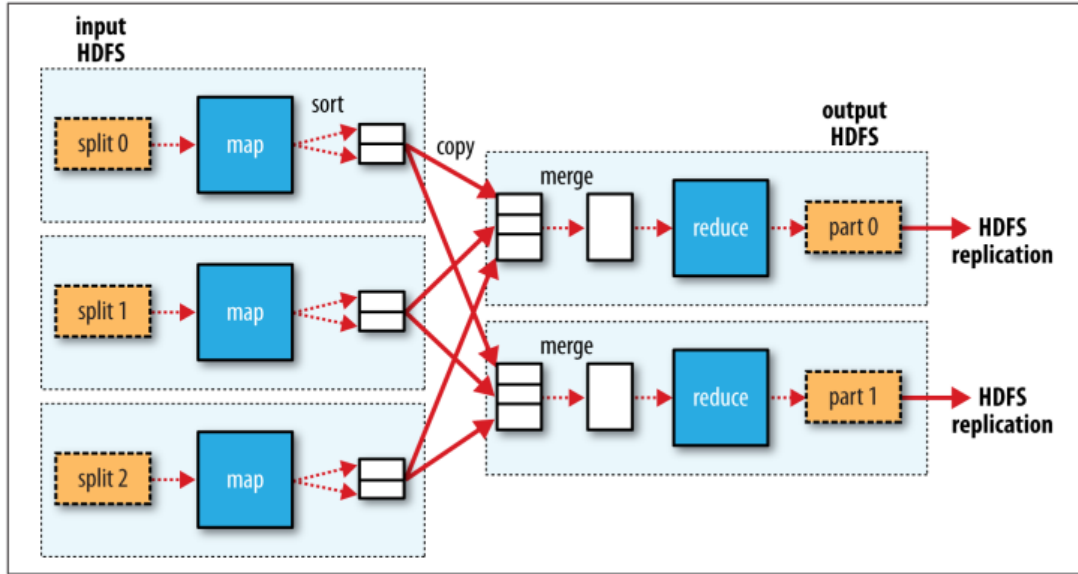 input
HDFS
split 0
map
sort
copy
split 1
map
split 2
map
output
HDFS
merge
reduce
part 0
HDFS
replication
merge
reduce
part 1
HDFS
replication